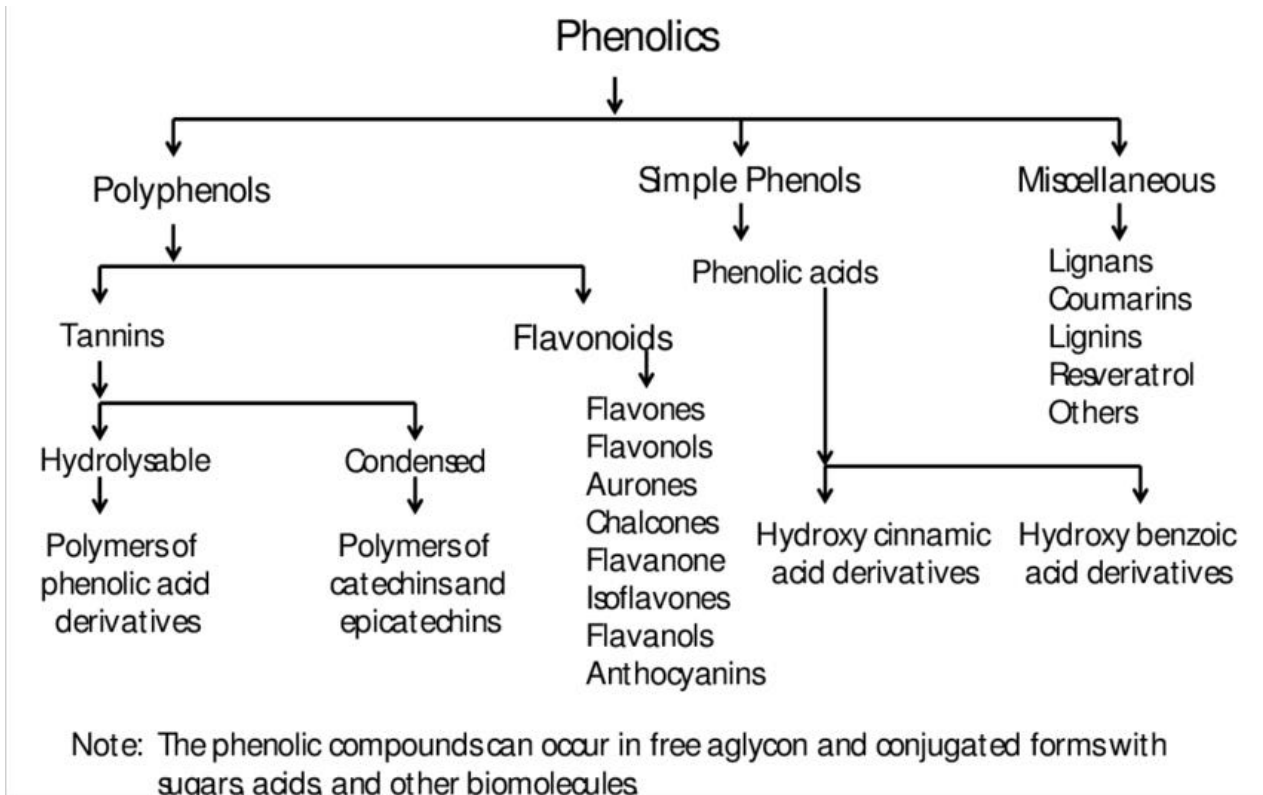 Phenolics
Polyphenols
Simple Phenols
Miscellaneous
Phenolic acids
Lignans
Coumarins
Lignins
Resveratrol
Others
Tannins
Flavonoids
Flavones
Flavonols
Aurones
Chalcones
Flavanone
Isoflavones
Flavanols
Anthocyanins
Hydrolysable
Condensed
Polymers of
phenolic acid
derivatives
Polymers of
catechins and
epicatechins
Hydroxy cinnamic
acid derivatives
Hydroxy benzoic
acid derivatives
Note: The phenolic compounds can occur in free aglycon and conjugated forms with
sugars, acids, and other biomolecules